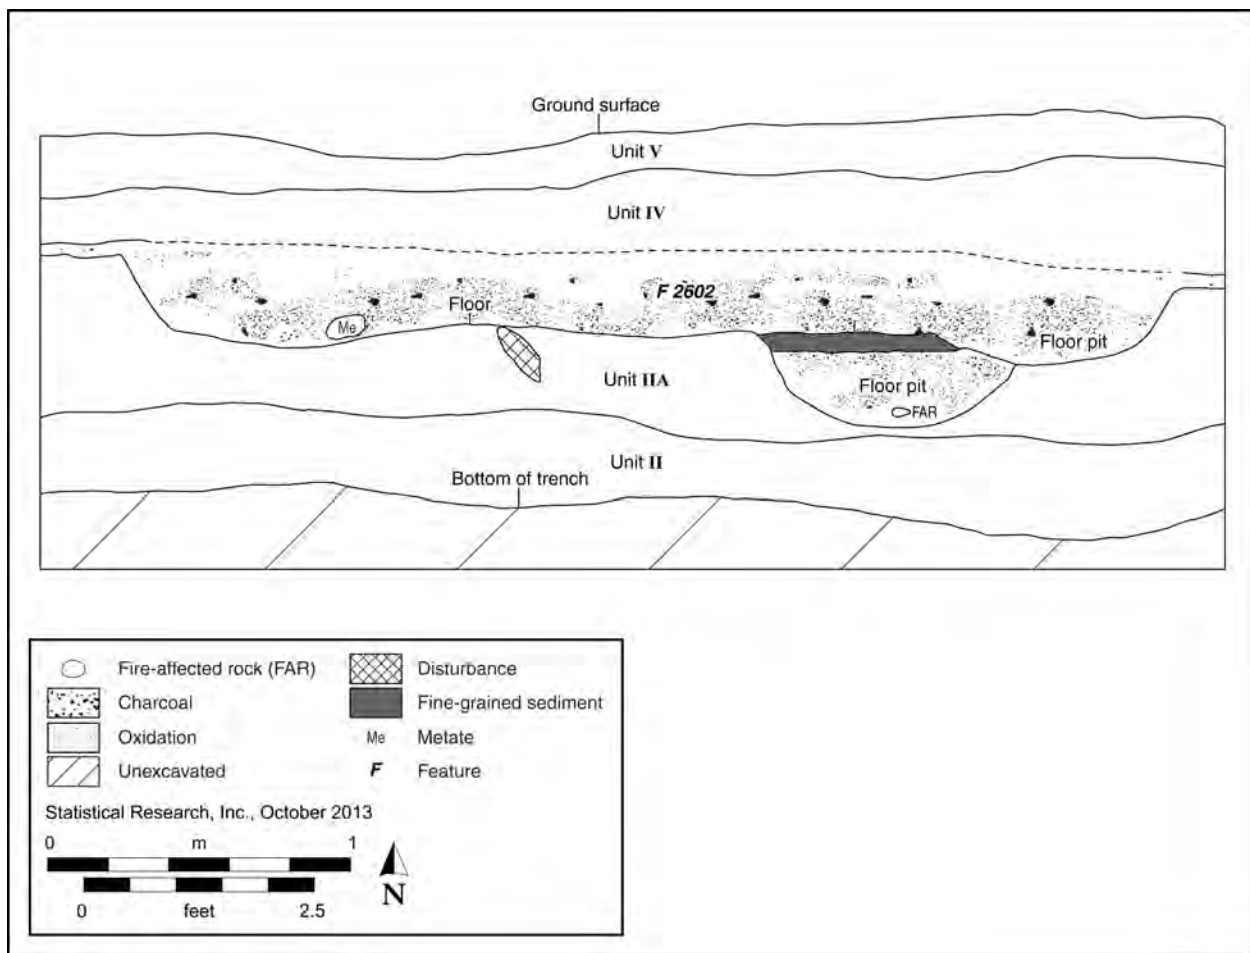 Ground surface
Unit V
Unit IV
F 2602
Floor
Me
Floor pit
Unit IIA
Floor pit
FAR
Unit II
Bottom of trench
Fire-affected rock (FAR)
Disturbance
Charcoal
Fine-grained sediment
Oxidation
Me Metate
Unexcavated
F Feature
Statistical Research, Inc., October 2013
0 m 1
N
0 feet 2.5